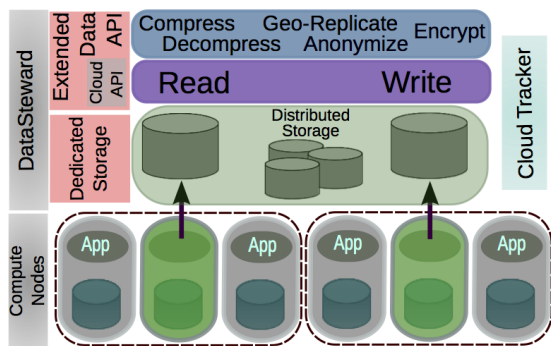 DataSteward
Extended
Data
API
Cloud
API
Compress
Geo-Replicate
Encrypt
Decompress
Anonymize
Read
Write
Dedicated
Storage
Distributed
Storage
Cloud Tracker
Compute
Nodes
App
App
App
App